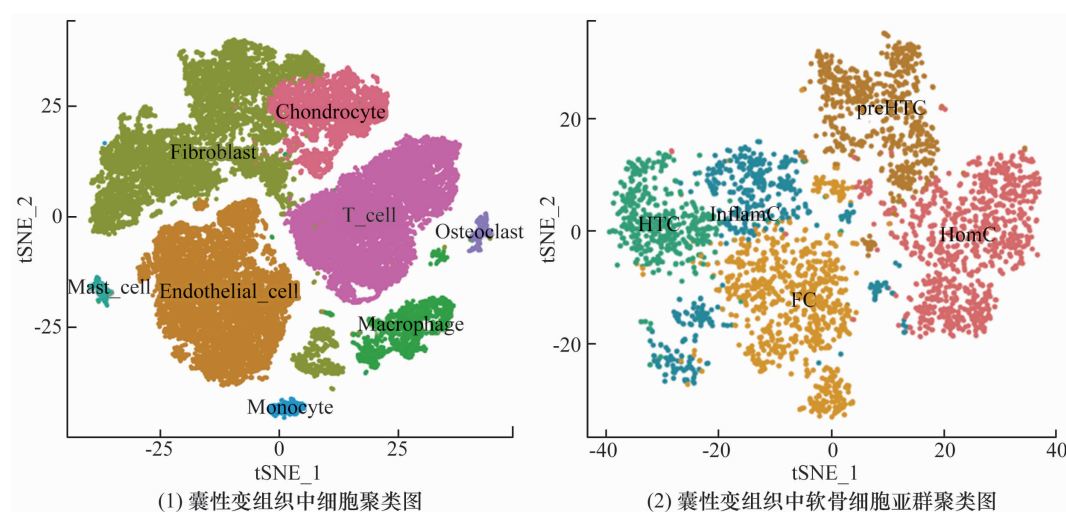 25
0
-25
tSNE_2
Chondrocyte
Fibroblast
T_cell
Osteoclast
Mast_cell
Endothelial_cell
Macrophage
Monocyte
-25
0
25
tSNE_1
(1) 囊性变组织中细胞聚类图
20
0
-20
tSNE_2
preHTC
HTC
InflamC
HomC
FC
-40
-20
0
20
40
tSNE_1
(2) 囊性变组织中软骨细胞亚群聚类图